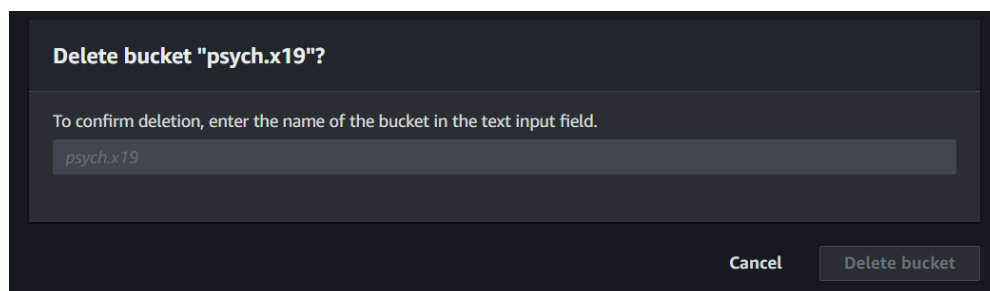 Delete bucket "psych.x19"?
To confirm deletion, enter the name of the bucket in the text input field.
psych.x19
Cancel Delete bucket